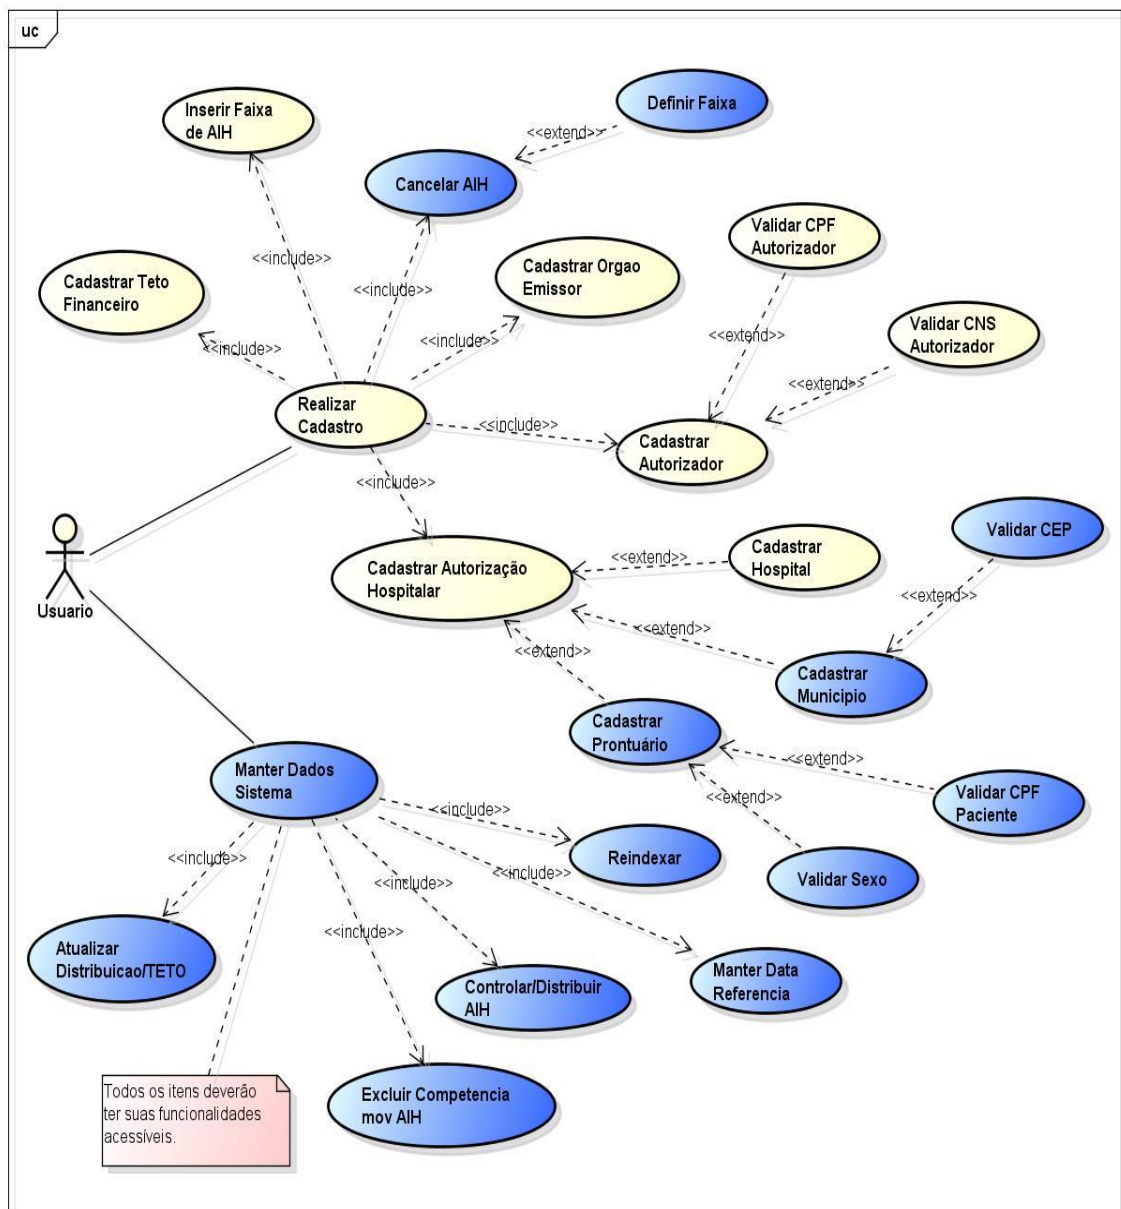 uc
Definir Faixa
Inserir Faixa
de AIH
<<extend>>
Cancelar AIH
Validar CPF
Autorizador
<<include>>
Cadastrar Teto
Financeiro
Cadastrar Orgao
Emissor
<<include>>
<<extend>>
Validar CNS
Autorizador
<<include>>
<<include>>
<<extend>>
Realizar
Cadastro
<<include>>
Cadastrar
Autorizador
<<include>>
Validar CEP
Cadastrar Autorização
Hospitalar
<<extend>>
Cadastrar
Hospital
<<extend>>
Usuario
<<extend>>
<<extend>>
Cadastrar
Municipio
Cadastrar
Prontuário
<<extend>>
Manter Dados
Sistema
Validar CPF
Paciente
<<extend>>
<<include>>
<<include>>
Reindexar
<<include>>
<<include>>
Validar Sexo
<<include>>
Atualizar
Distribuicao/TETO
Controlar/Distribuir
AIH
Manter Data
Referencia
Todos os itens deverão
ter suas funcionalidades
acessíveis.
Excluir Competencia
mov AIH